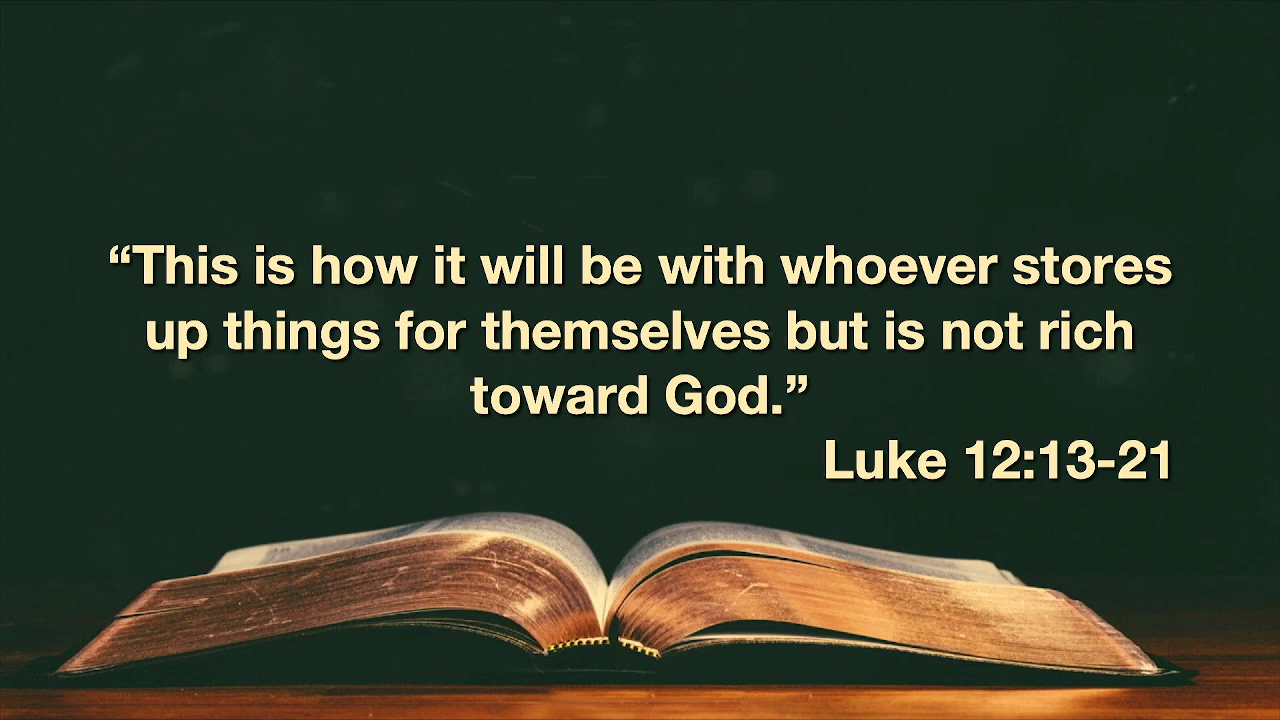 “This is how it will be with whoever stores
up things for themselves but is not rich
toward God.”
Luke 12:13-21